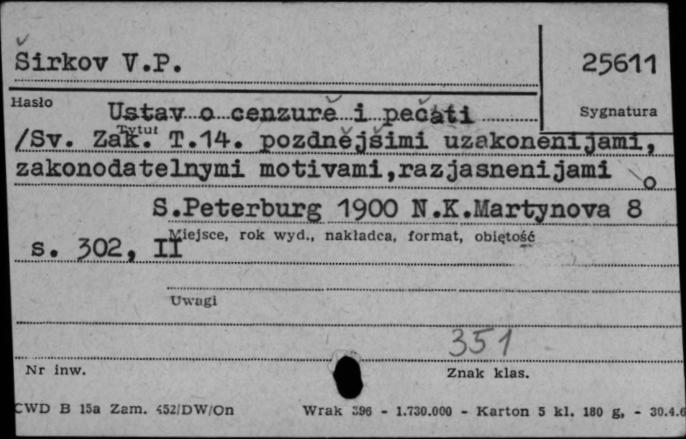 Širkov V.P.
25611
Hasło
Ustav o cenzurě i pečati
Sygnatura
Tytuł
/Sv. Zak. T.14. pozdnějšimi uzakonenijami,
zakonodatelnymi motivami,razjasnenijami
S.Peterburg 1900 N.K.Martynova 8
Miejsce, rok wyd., nakładca, format, objętość
s. 302, II
Uwagi
351
Nr inw.
Znak klas.
CWD B 15a Zam. 452/DW/On
Wrak 396 - 1.730.000 - Karton 5 kl. 180 g, - 30.4.6